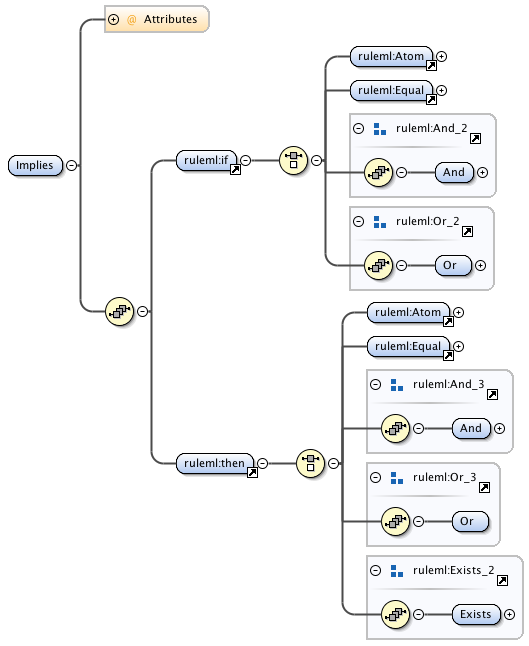 @ Attributes
Implies
ruleml:if
ruleml:Atom
ruleml:Equal
ruleml:And_2
And
ruleml:Or_2
Or
ruleml:then
ruleml:Atom
ruleml:Equal
ruleml:And_3
And
ruleml:Or_3
Or
ruleml:Exists_2
Exists